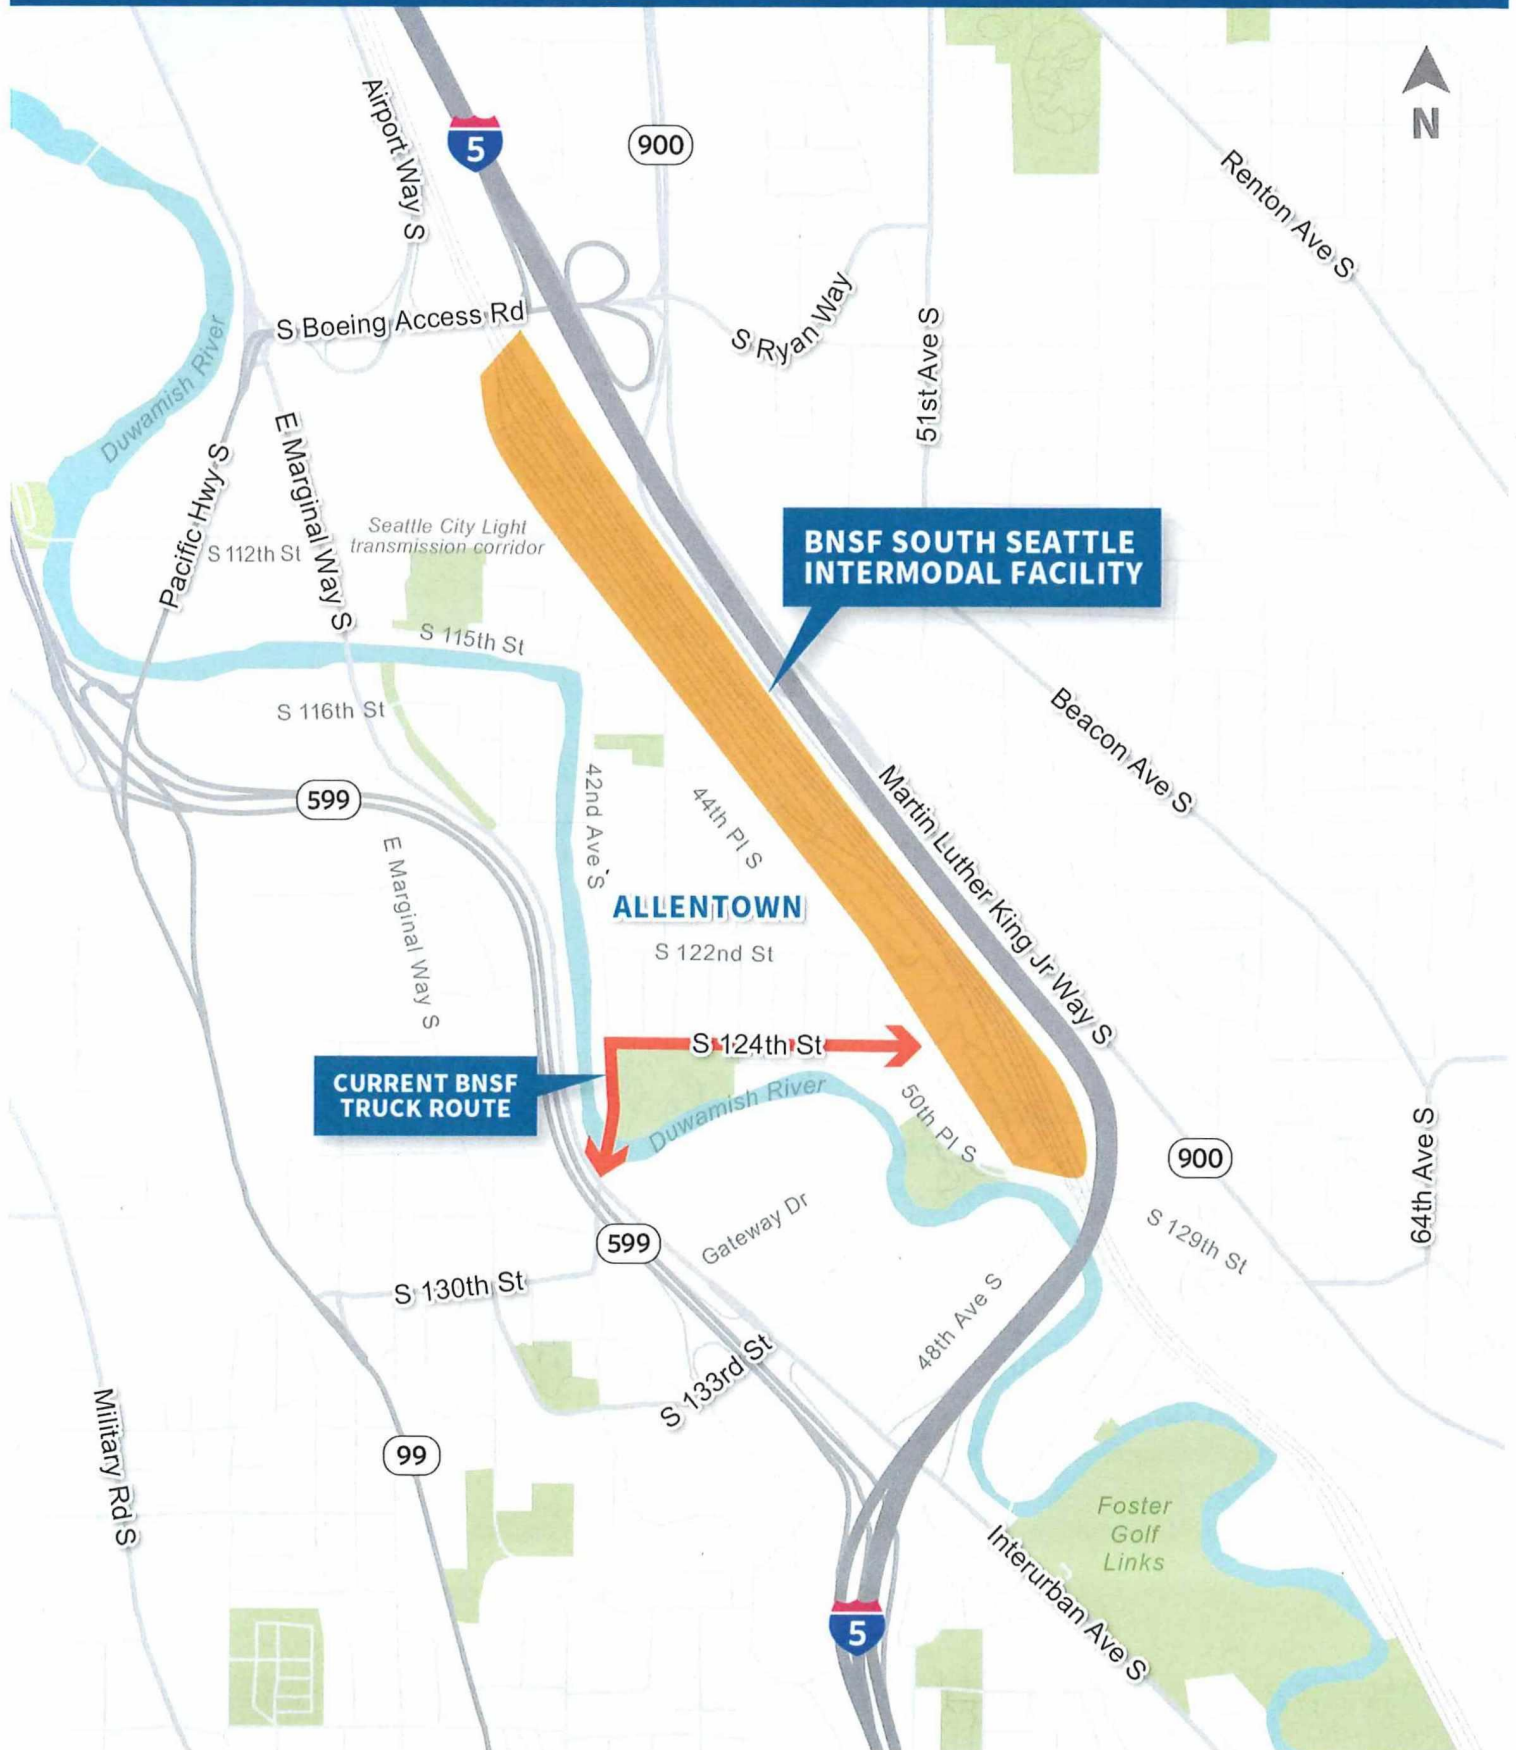 N
5
900
Airport Way S
Renton Ave S
S Boeing Access Rd
S Ryan Way
51st Ave S
Duwamish River
E Marginal Way S
Pacific Hwy S
Seattle City Light
transmission corridor
S 112th St
BNSF SOUTH SEATTLE
INTERMODAL FACILITY
S 115th St
S 116th St
Beacon Ave S
599
42nd Ave S
44th Pl S
Martin Luther King Jr Way S
E Marginal Way S
ALLENTOWN
S 122nd St
S 124th St
CURRENT BNSF
TRUCK ROUTE
Duwamish River
50th Pl S
900
64th Ave S
S 129th St
Gateway Dr
599
S 130th St
48th Ave S
S 133rd St
Military Rd S
99
Foster
Golf
Links
Interurban Ave S
5